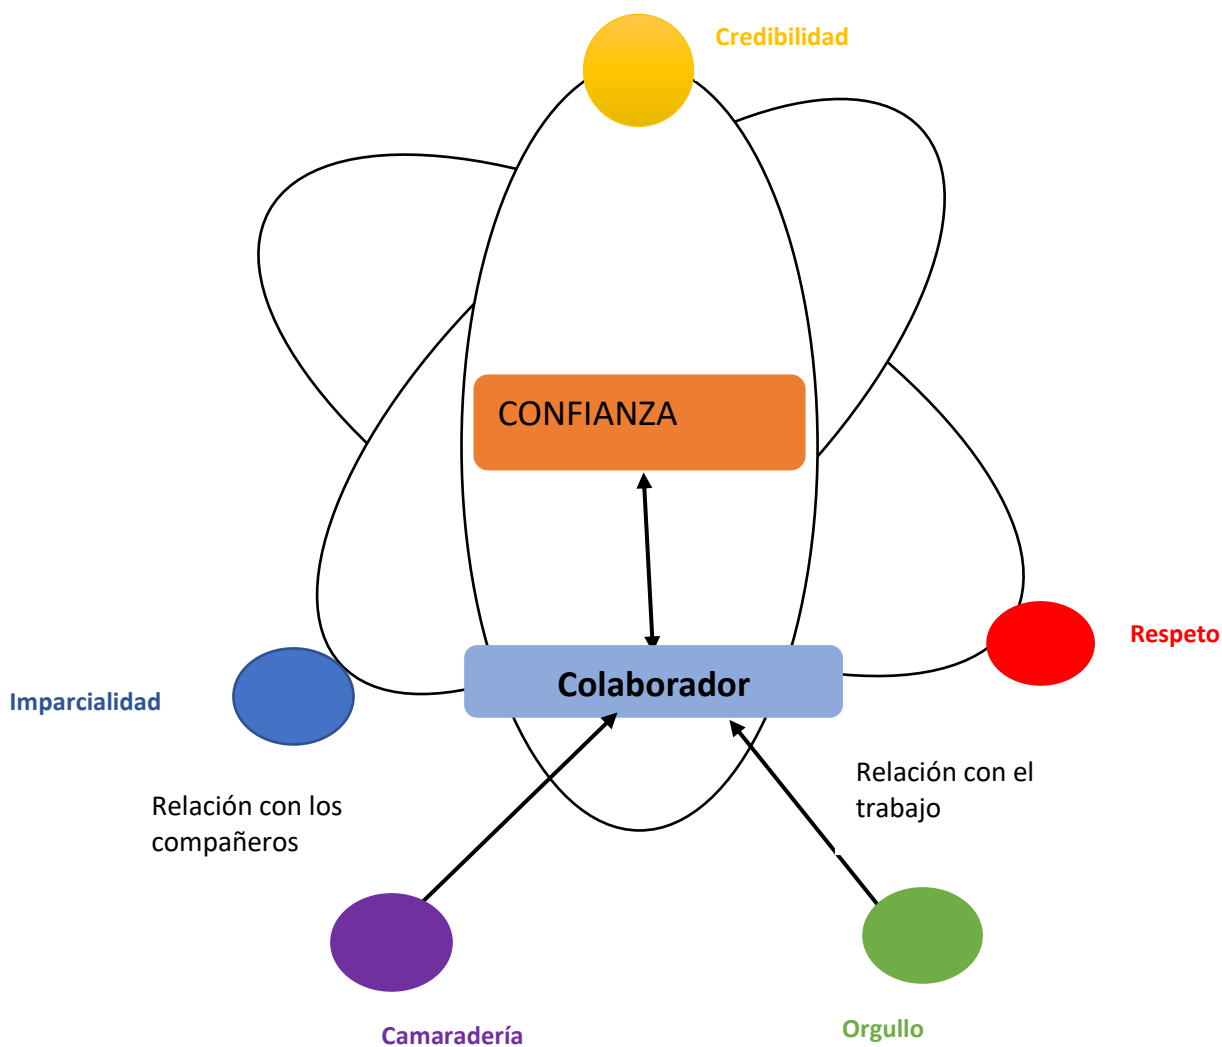 Credibilidad
CONFIANZA
Respeto
Colaborador
Imparcialidad
Relación con el
trabajo
Relación con los
compañeros
Orgullo
Camaradería